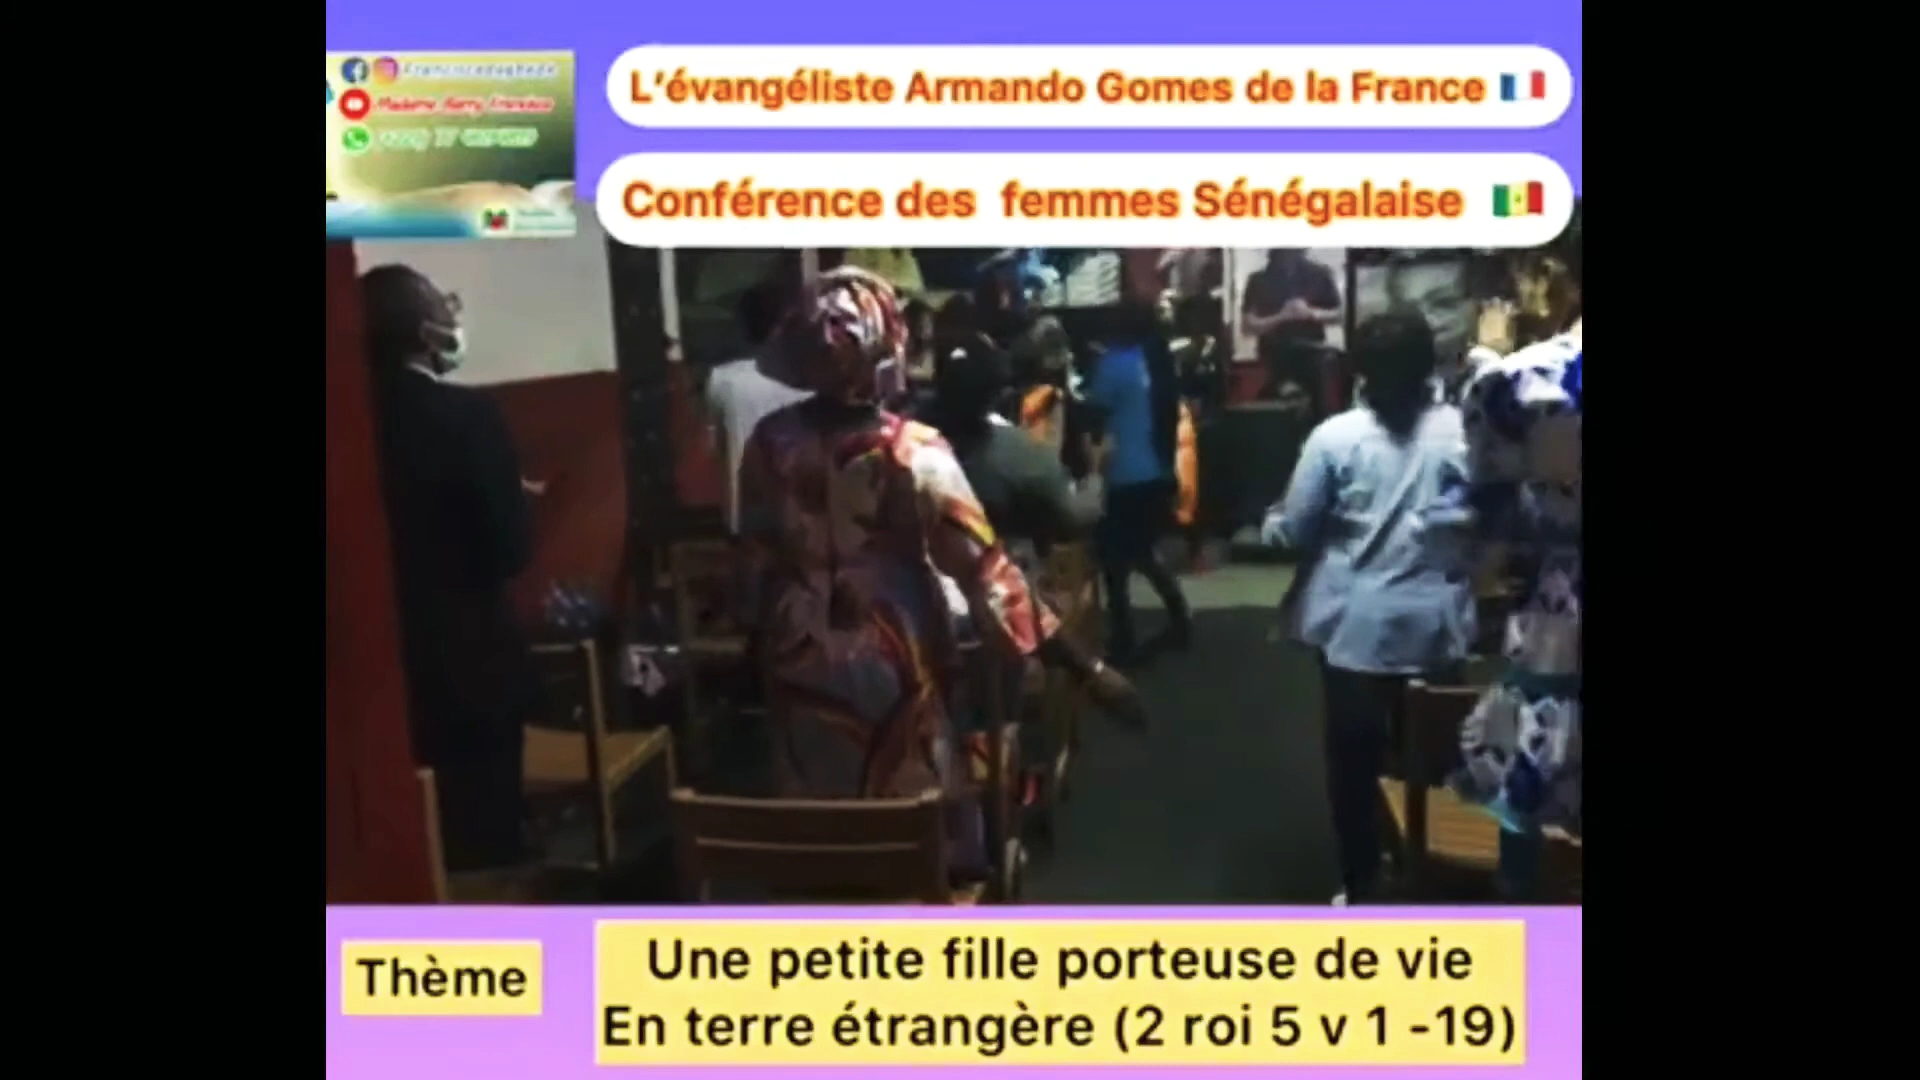 L'évangéliste Armando Gomes de la France
Conférence des femmes Sénégalaise
Thème
Une petite fille porteuse de vie
En terre étrangère (2 roi 5 v 1 -19)